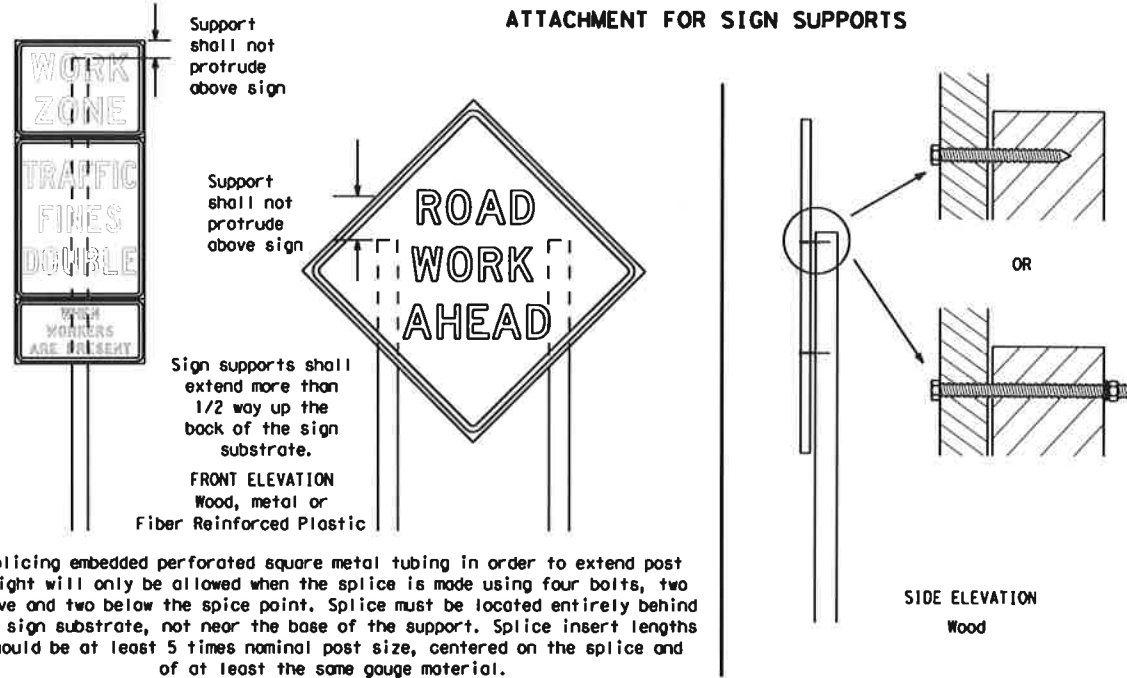 ATTACHMENT FOR SIGN SUPPORTS
Support
shall not
protrude
above sign
WORK
ZONE
TRAFFIC
FINES
DOUBLE
WHEN
WORKERS
ARE PRESENT
Support
shall not
protrude
above sign
ROAD
WORK
AHEAD
Sign supports shall
extend more than
1/2 way up the
back of the sign
substrate.
FRONT ELEVATION
Wood, metal or
Fiber Reinforced Plastic
plicing embedded perforated square metal tubing in order to extend post
ight will only be allowed when the splice is made using four bolts, two
ve and two below the spice point. Splice must be located entirely behind
sign substrate, not near the base of the support. Splice insert lengths
ould be at least 5 times nominal post size, centered on the splice and
of at least the same gauge material.
OR
SIDE ELEVATION
Wood